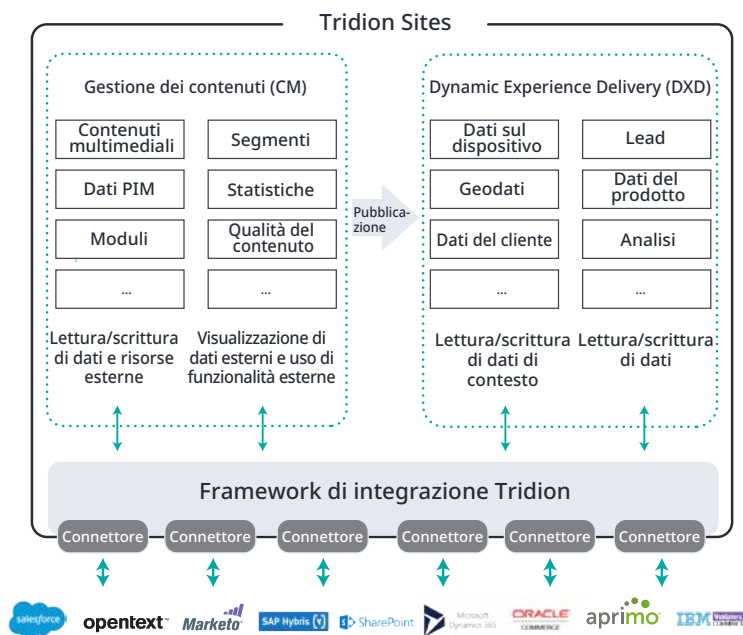 Tridion Sites
Gestione dei contenuti (CM)
Contenuti
multimediali
Segmenti
Dati PIM
Statistiche
Moduli
Qualità del
contenuto
...
...
Lettura/scrittura
di dati e risorse
esterne
Visualizzazione di
dati esterni e uso di
funzionalità esterne
Pubblica-
zione
Dynamic Experience Delivery (DXD)
Dati sul
dispositivo
Lead
Geodati
Dati del
prodotto
Dati del cliente
Analisi
...
...
Lettura/scrittura
di dati di
contesto
Lettura/scrittura
di dati
Framework di integrazione Tridion
Connettore
Connettore
Connettore
Connettore
Connettore
Connettore
salesforce
opentext™
Marketo
SAP Hybris (y)
SharePoint
Microsoft
Dynamics 365
ORACLE
COMMERCE
aprimo
IBM